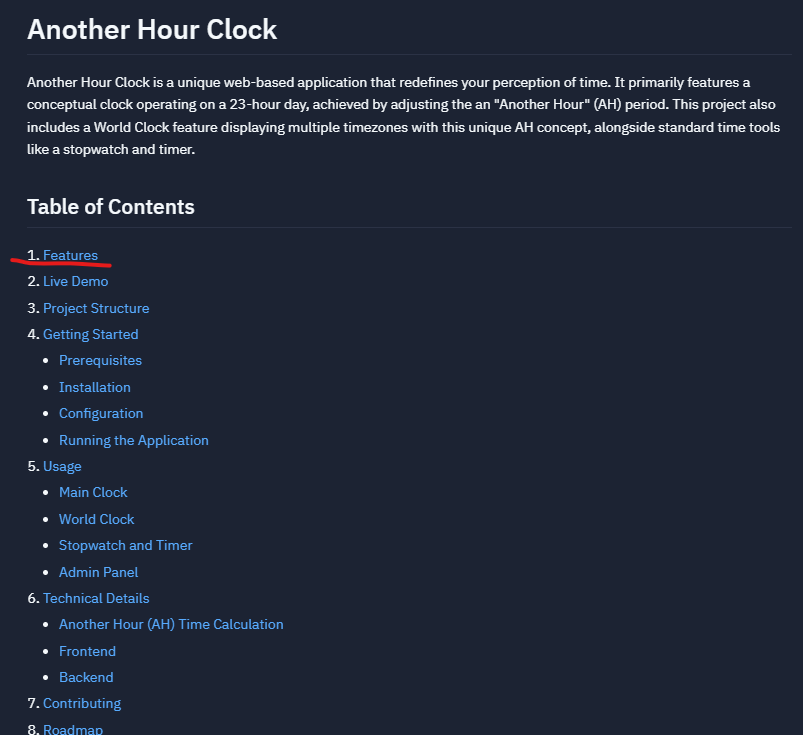 Another Hour Clock
Another Hour Clock is a unique web-based application that redefines your perception of time. It primarily features a
conceptual clock operating on a 23-hour day, achieved by adjusting the an "Another Hour" (AH) period. This project also
includes a World Clock feature displaying multiple timezones with this unique AH concept, alongside standard time tools
like a stopwatch and timer.
Table of Contents
1. Features
2. Live Demo
3. Project Structure
4. Getting Started
• Prerequisites
• Installation
• Configuration
• Running the Application
5. Usage
• Main Clock
• World Clock
• Stopwatch and Timer
• Admin Panel
6. Technical Details
• Another Hour (AH) Time Calculation
• Frontend
• Backend
7. Contributing
8. Roadmap